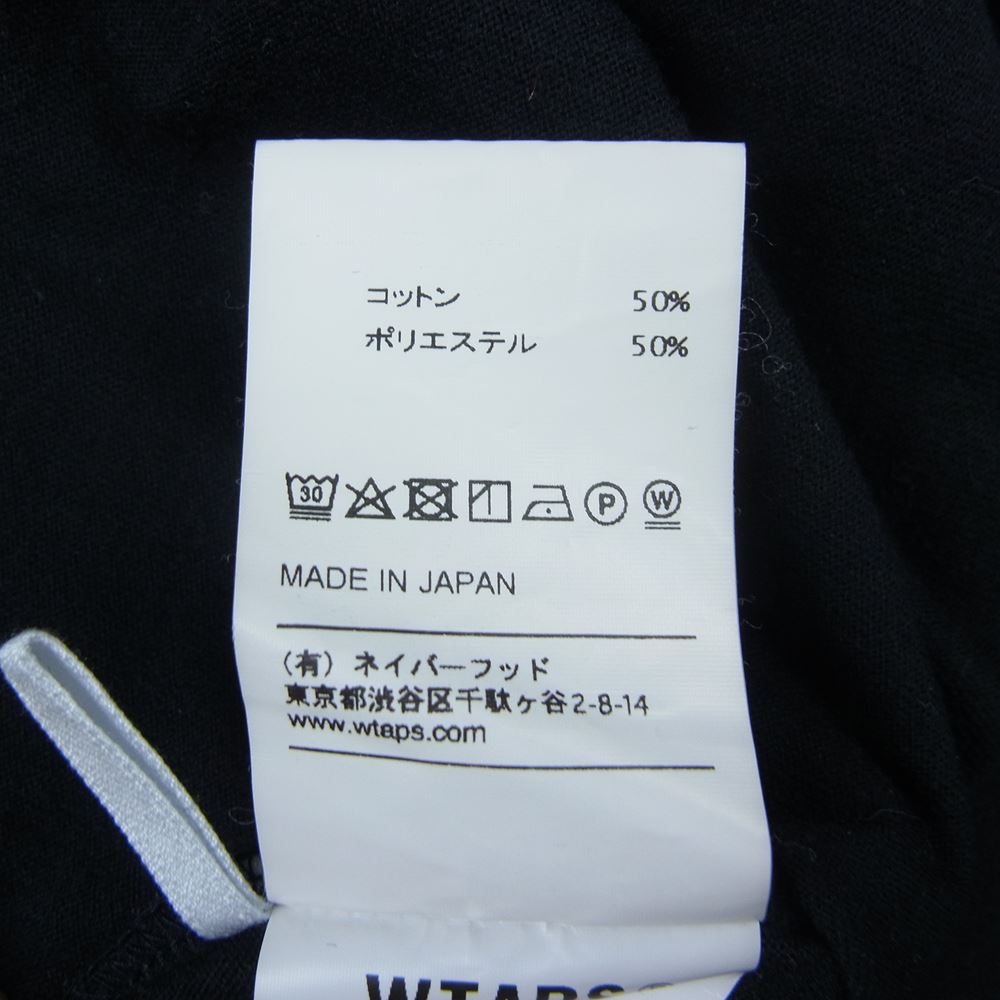 コットン 50%
ポリエステル 50%
30 P W
MADE IN JAPAN
(有) ネイバーフッド
東京都渋谷区千駄ヶ谷2-8-14
www.wtaps.com
WTAPS